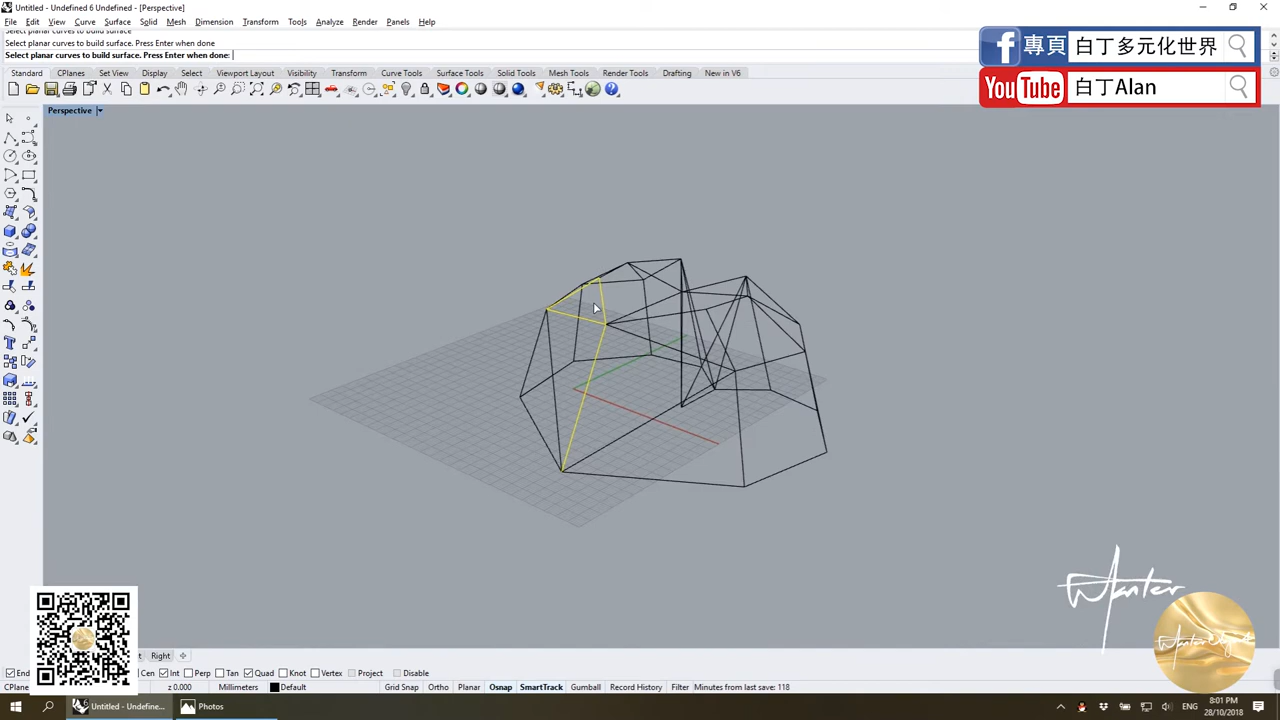 Untitled - Undefined 6 Undefined - [Perspective]
File Edit View Curve Surface Solid Mesh Dimension Transform Tools Analyze Render Panels Help
Select planar curves to build surface. Press Enter when done
Select planar curves to build surface. Press Enter when done:
專頁 白丁多元化世界
Standard CPlanes Set View Display Select Viewport Layout Visibility Transform Curve Tools Surface Tools Solid Tools Mesh Tools Render Tools Drafting New in V6
YouTube 白丁Alan
Perspective
Wanter
Right
End Cen Int Perp Tan Quad Knot Vertex Project Disable
CPlane z 0.000 Millimeters Default Grid Snap Ortho Planar Osnap SmartTrack Gumball Record History Filter Minutes from last save: 118
Untitled - Undefine... Photos ENG 8:01 PM
28/10/2018